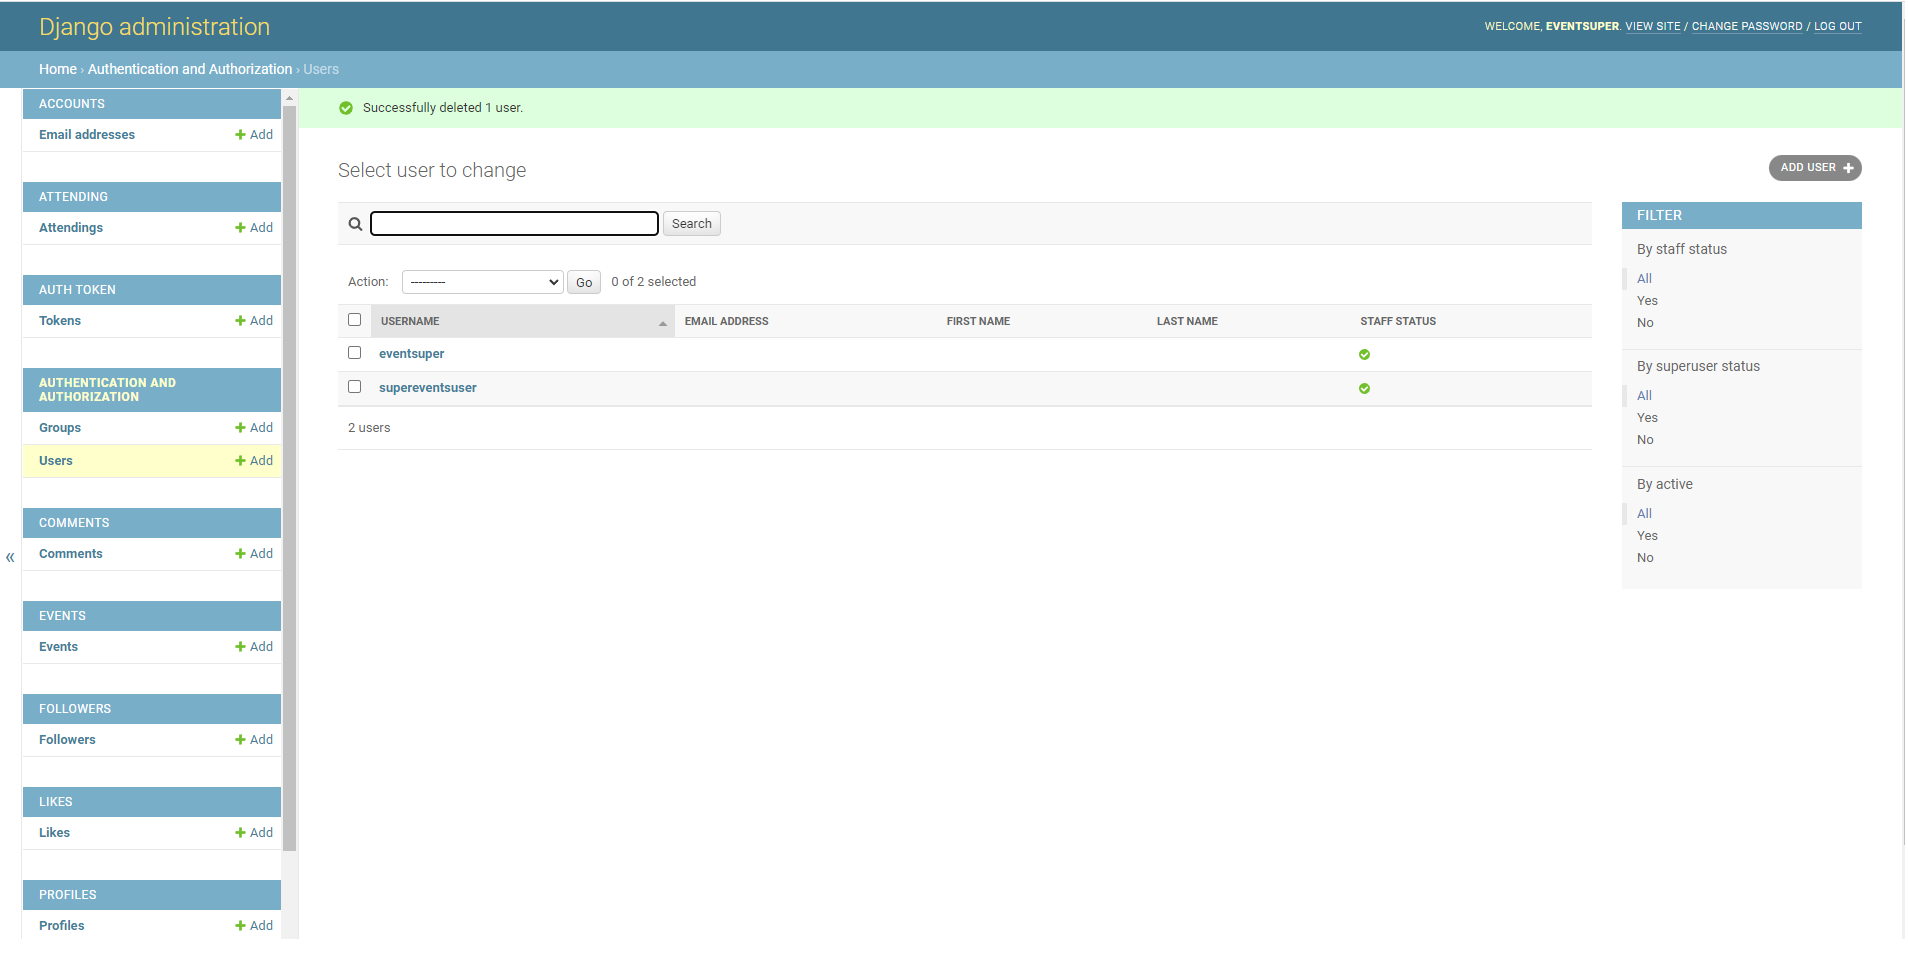 Django administration
WELCOME, EVENTSUPER. VIEW SITE / CHANGE PASSWORD / LOG OUT
Home › Authentication and Authorization › Users
ACCOUNTS
Email addresses + Add
ATTENDING
Attendings + Add
AUTH TOKEN
Tokens + Add
AUTHENTICATION AND
AUTHORIZATION
Groups + Add
Users + Add
COMMENTS
Comments + Add
EVENTS
Events + Add
FOLLOWERS
Followers + Add
LIKES
Likes + Add
PROFILES
Profiles + Add
«
Successfully deleted 1 user.
Select user to change
ADD USER +
Search
Action: --------- Go 0 of 2 selected
USERNAME EMAIL ADDRESS FIRST NAME LAST NAME STAFF STATUS
eventsuper
supereventsuser
2 users
FILTER
By staff status
All
Yes
No
By superuser status
All
Yes
No
By active
All
Yes
No